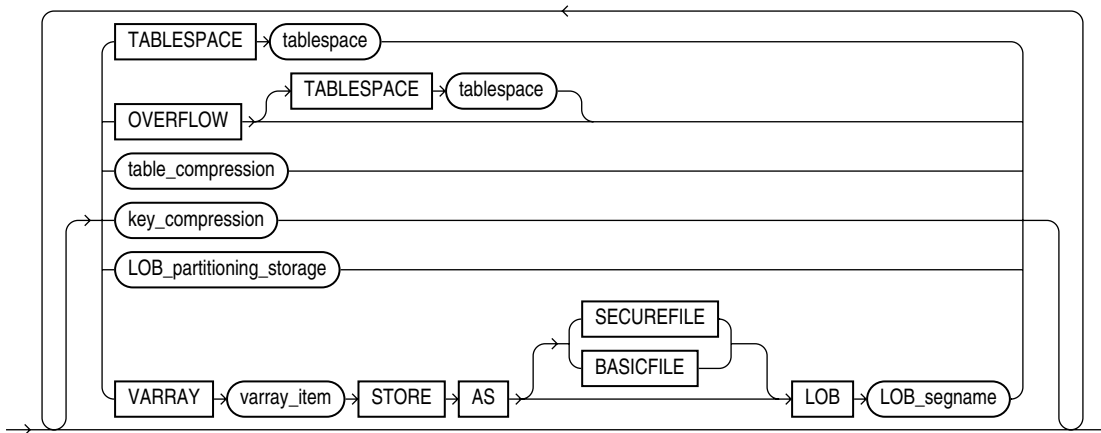 TABLESPACE tablespace
TABLESPACE tablespace
OVERFLOW
table_compression
key_compression
LOB_partitioning_storage
SECUREFILE
BASICFILE
VARRAY varray_item STORE AS LOB LOB_segname